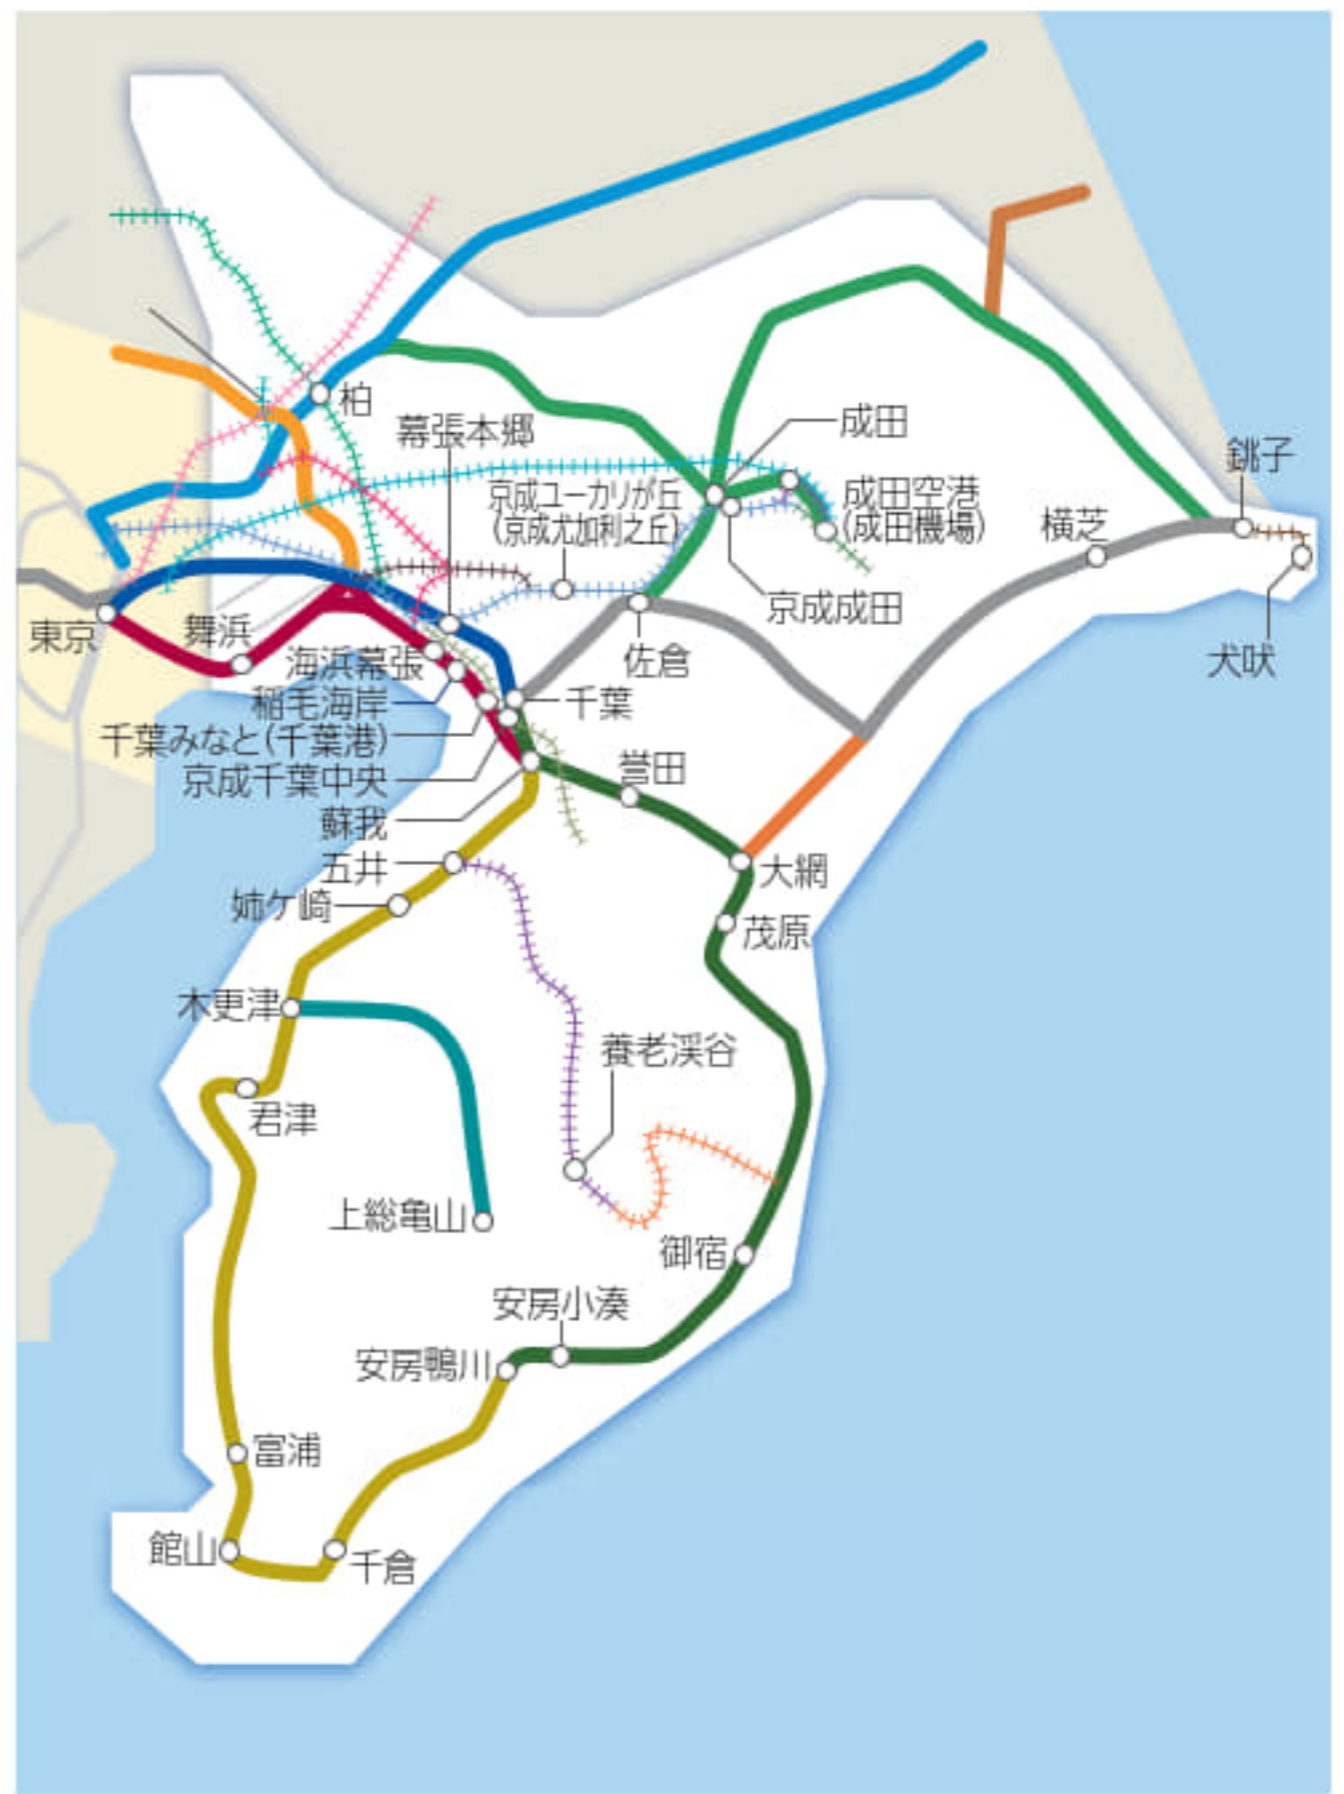 柏
幕張本郷
成田
銚子
京成ユーカリが丘
(京成尤加利之丘)
成田空港
(成田機場)
横芝
京成成田
東京
舞浜
海浜幕張
佐倉
犬吠
稲毛海岸
千葉
千葉みなと(千葉港)
京成千葉中央
誉田
蘇我
五井
大網
姉ケ崎
茂原
木更津
養老渓谷
君津
上総亀山
御宿
安房小湊
安房鴨川
富浦
館山
千倉